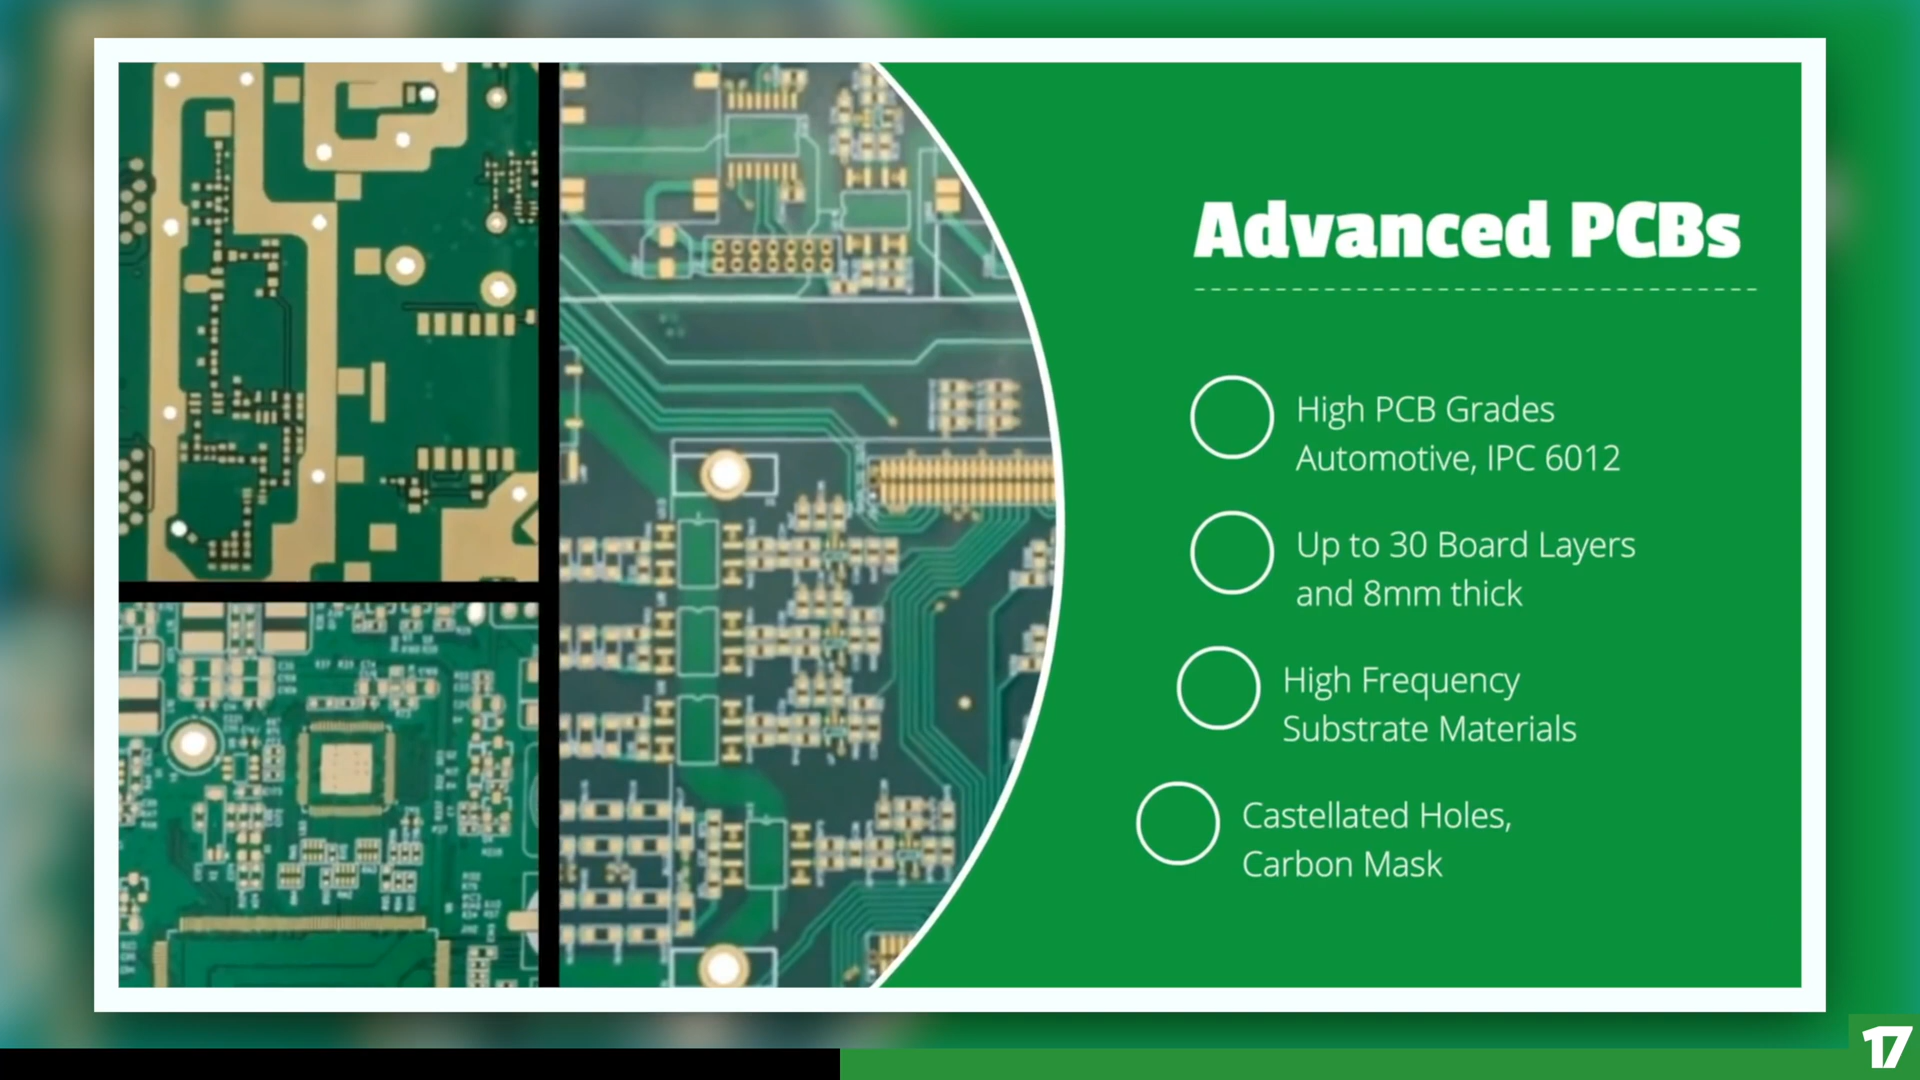 Advanced PCBs
High PCB Grades
Automotive, IPC 6012
Up to 30 Board Layers
and 8mm thick
High Frequency
Substrate Materials
Castellated Holes,
Carbon Mask
17